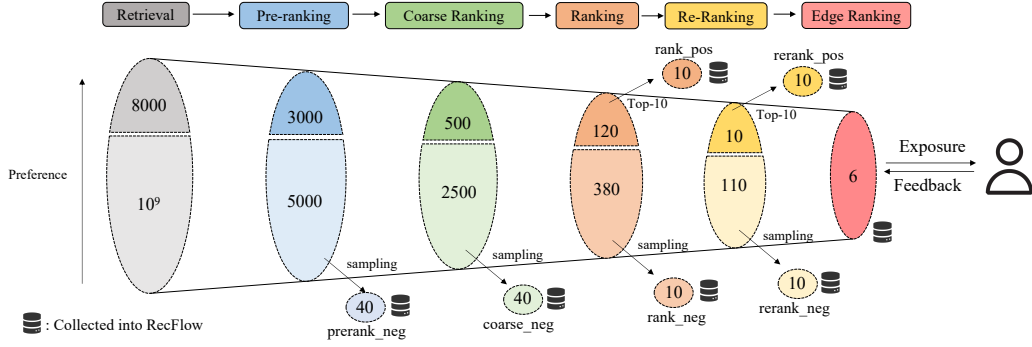 Retrieval
Pre-ranking
Coarse Ranking
Ranking
Re-Ranking
Edge Ranking
rank_pos
10
rerank_pos
10
Top-10
Top-10
8000
3000
500
120
10
Preference
10⁹
5000
2500
380
110
6
Exposure
Feedback
sampling
sampling
sampling
sampling
40
prerank_neg
40
coarse_neg
10
rank_neg
10
rerank_neg
: Collected into RecFlow